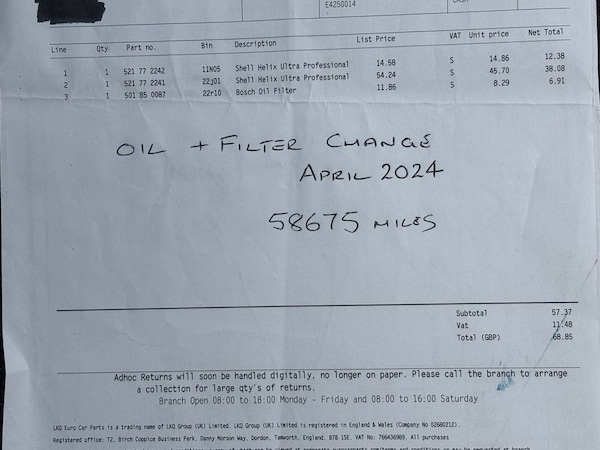 E4250014
CASH
Line Qty Part no. Bin Description List Price VAT Unit price Net Total
1 1 521 77 2242 11N05 Shell Helix Ultra Professional 14.58 S 14.86 12.38
2 1 521 77 2241 22j01 Shell Helix Ultra Professional 54.24 S 45.70 38.08
3 1 501 85 0087 22r10 Bosch Oil Filter 11.86 S 8.29 6.91
OIL + FILTER CHANGE
APRIL 2024
58675 MILES
Subtotal 57.37
Vat 11.48
Total (GBP) 68.85
Adhoc Returns will soon be handled digitally, no longer on paper. Please call the branch to arrange
a collection for large qty's of returns.
Branch Open 08:00 to 18:00 Monday - Friday and 08:00 to 16:00 Saturday
LKQ Euro Car Parts is a trading name of LKQ Group (UK) Limited. LKQ Group (UK) Limited is registered in England & Wales (Company No 02680212).
Registered office: T2, Birch Coppice Business Park, Danny Morson Way, Dordon, Tamworth, England, B78 1SE. VAT No: 766436989. All purchases